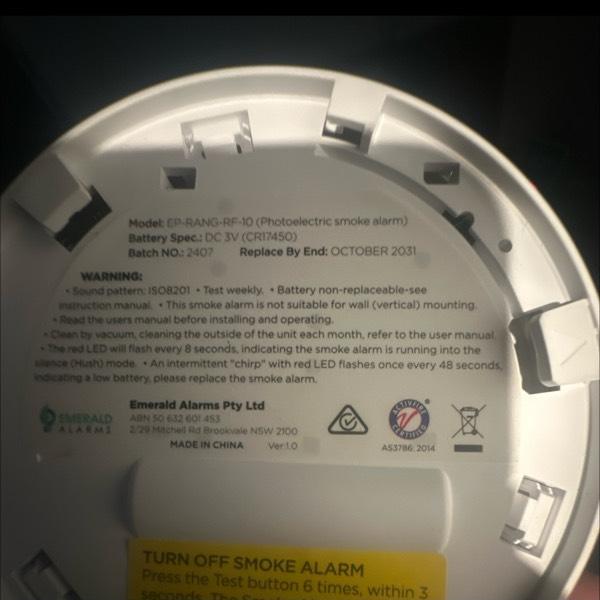 Model: EP-RANG-RF-10 (Photoelectric smoke alarm)
Battery Spec.: DC 3V (CR17450)
Batch NO.: 2407 Replace By End: OCTOBER 2031
WARNING:
• Sound pattern: ISO8201 • Test weekly. • Battery non-replaceable-see
instruction manual. • This smoke alarm is not suitable for wall (vertical) mounting.
• Read the users manual before installing and operating.
• Clean by vacuum, cleaning the outside of the unit each month, refer to the user manual.
• The red LED will flash every 8 seconds, indicating the smoke alarm is running into the
silence (Hush) mode. • An intermittent "chirp" with red LED flashes once every 48 seconds,
indicating a low battery, please replace the smoke alarm.
EMERALD
ALARMS
Emerald Alarms Pty Ltd
ABN 50 632 601 453
2/29 Mitchell Rd Brookvale NSW 2100
MADE IN CHINA Ver:1.0
ACTIVFIRE
CERTIFIED
AS3786: 2014
TURN OFF SMOKE ALARM
Press the Test button 6 times, within 3
seconds. The